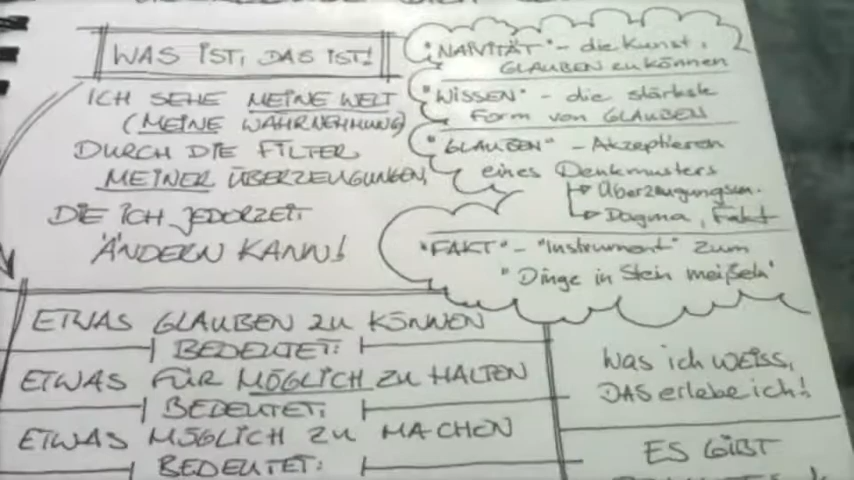 WAS IST, DAS IST!
ICH SEHE MEINE WELT
(MEINE WAHRNEHMUNG)
DURCH DIE FILTER
MEINER ÜBERZEUGUNGEN,
DIE ICH JEDERZEIT
ÄNDERN KANN!
"NAIVITÄT" - die Kunst,
GLAUBEN zu können
"WISSEN" - die stärkste
Form von GLAUBEN
"GLAUBEN" - Akzeptieren
eines Denkmusters
Überzeugungen.
Dogma, Fakt
"FAKT" - "Instrument" zum
"Dinge in Stein meißeln"
ETWAS GLAUBEN ZU KÖNNEN
BEDEUTET:
ETWAS FÜR MÖGLICH ZU HALTEN
BEDEUTET:
ETWAS MÖGLICH ZU MACHEN
BEDEUTET:
Was ich WEISS,
DAS erlebe ich!
ES GIBT